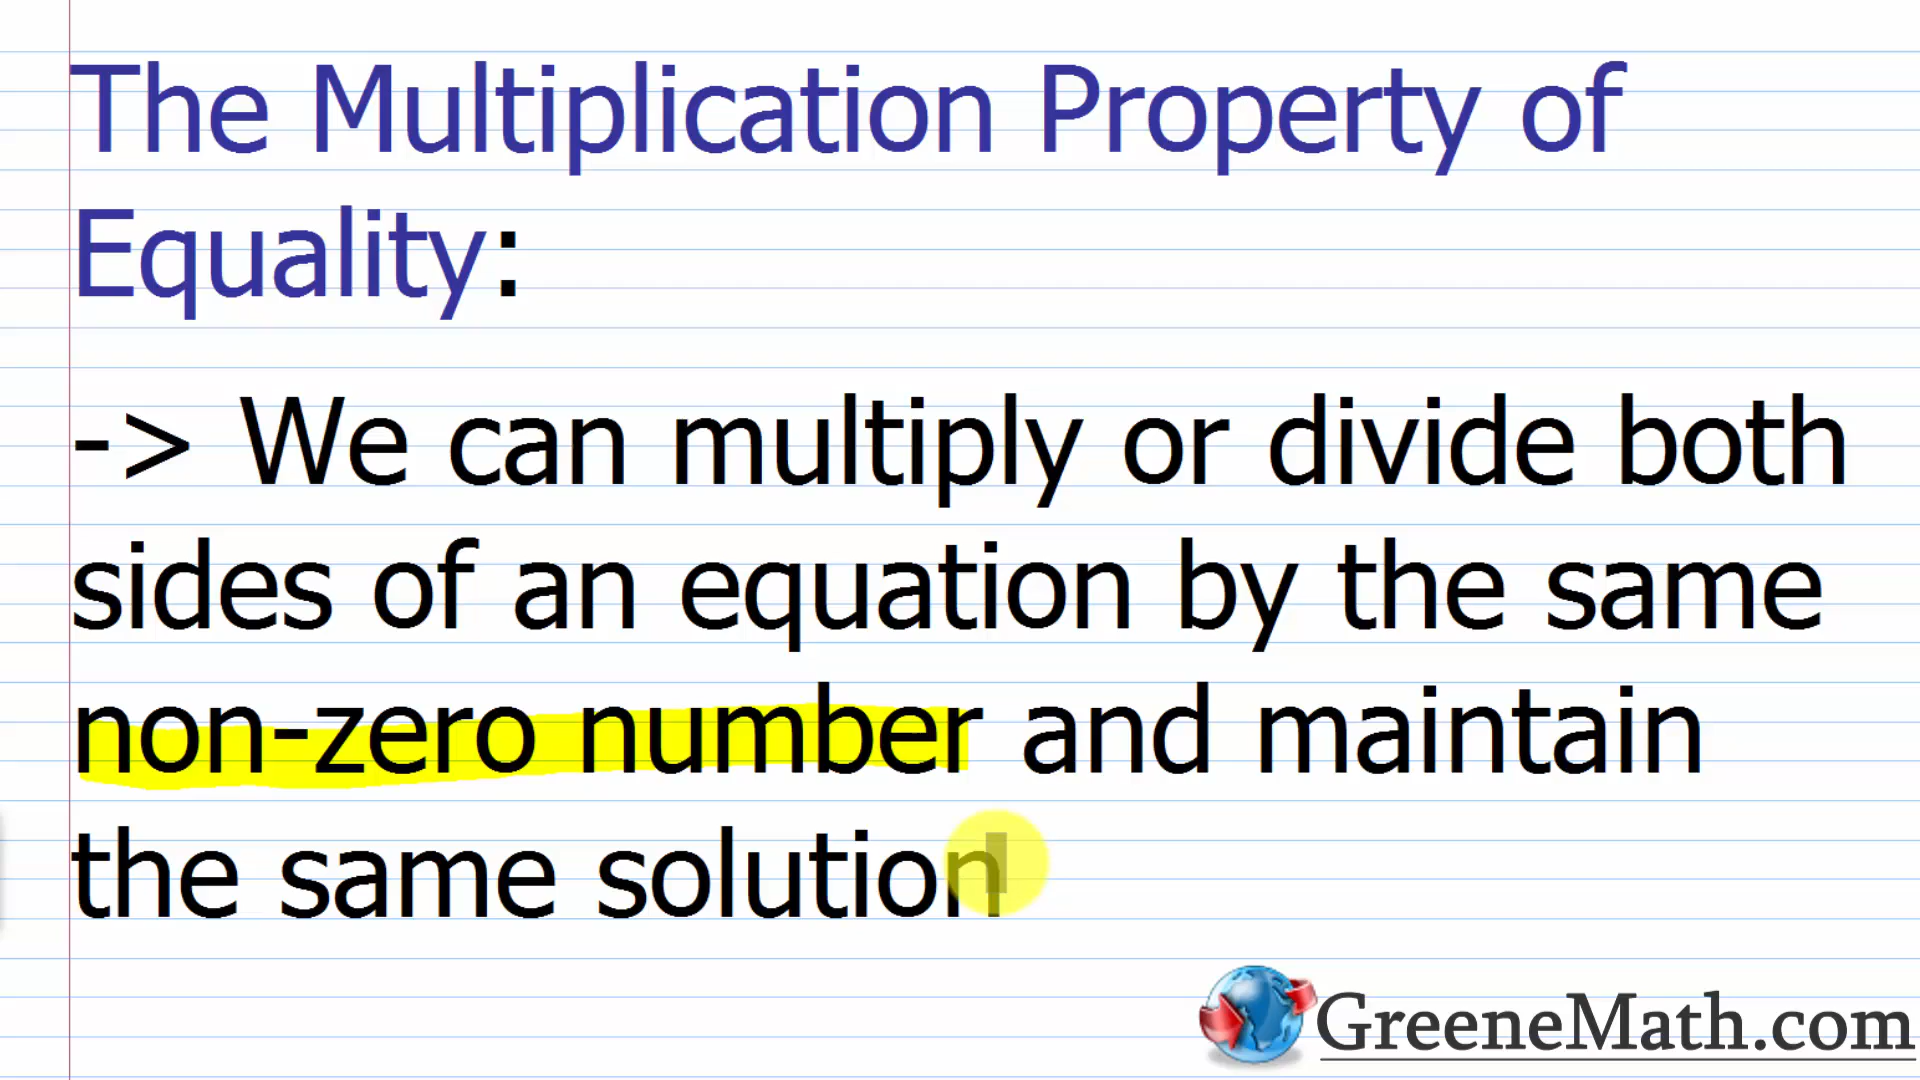 The Multiplication Property of
Equality:
-> We can multiply or divide both
sides of an equation by the same
non-zero number and maintain
the same solution
GreeneMath.com